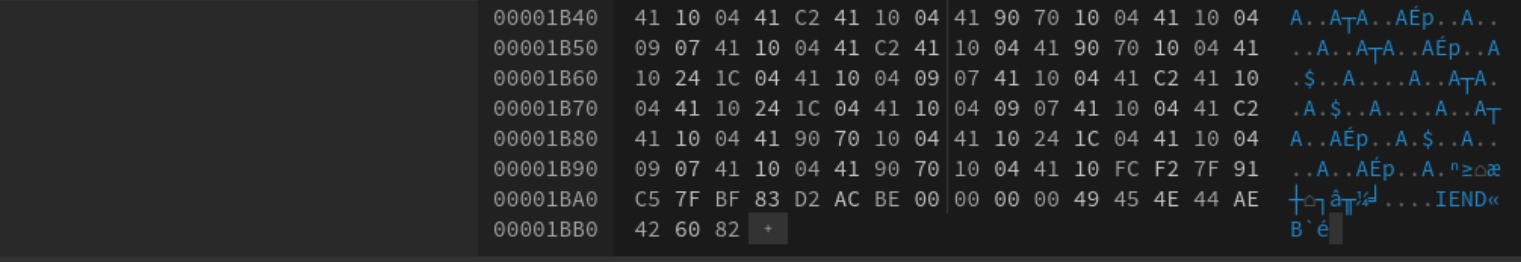 00001B40 41 10 04 41 C2 41 10 04 41 90 70 10 04 41 10 04 A..A┬A..AÉp..A..
00001B50 09 07 41 10 04 41 C2 41 10 04 41 90 70 10 04 41 ..A..A┬A..AÉp..A
00001B60 10 24 1C 04 41 10 04 09 07 41 10 04 41 C2 41 10 .$..A....A..A┬A.
00001B70 04 41 10 24 1C 04 41 10 04 09 07 41 10 04 41 C2 .A.$..A....A..A┬
00001B80 41 10 04 41 90 70 10 04 41 10 24 1C 04 41 10 04 A..AÉp..A.$..A..
00001B90 09 07 41 10 04 41 90 70 10 04 41 10 FC F2 7F 91 ..A..AÉp..A.ⁿ≥⌂æ
00001BA0 C5 7F BF 83 D2 AC BE 00 00 00 00 49 45 4E 44 AE ┼⌂┐â╥¼╛....IEND«
00001BB0 42 60 82 + B`é